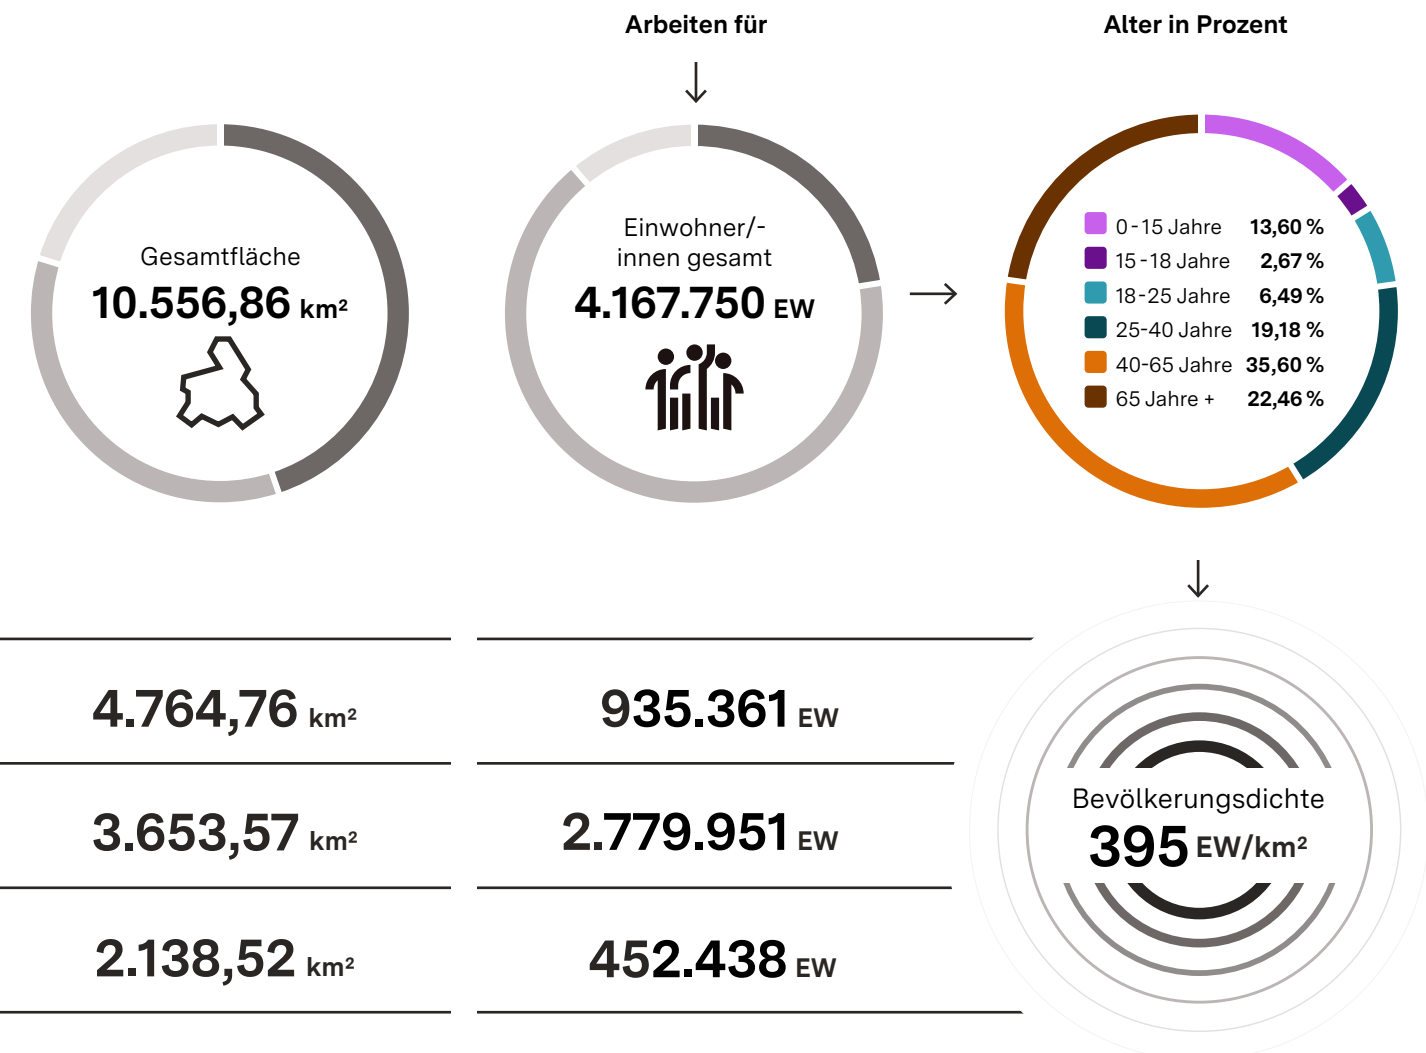 Arbeiten für
Alter in Prozent
Gesamtfläche
10.556,86 km²
Einwohner/-
innen gesamt
4.167.750 EW
0-15 Jahre 13,60 %
15-18 Jahre 2,67 %
18-25 Jahre 6,49 %
25-40 Jahre 19,18 %
40-65 Jahre 35,60 %
65 Jahre + 22,46 %
4.764,76 km² 935.361 EW
3.653,57 km² 2.779.951 EW
2.138,52 km² 452.438 EW
Bevölkerungsdichte
395 EW/km²